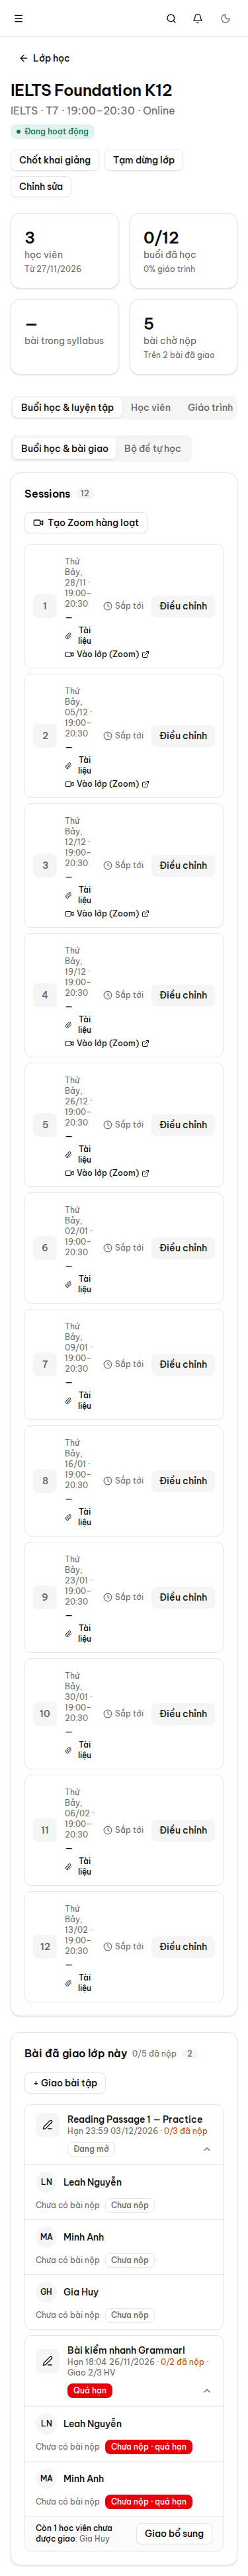 Lớp học
IELTS Foundation K12
IELTS · T7 · 19:00–20:30 · Online
Đang hoạt động
Chốt khai giảng
Tạm dừng lớp
Chỉnh sửa
3
học viên
Từ 27/11/2026
0/12
buổi đã học
0% giáo trình
—
bài trong syllabus
5
bài chờ nộp
Trên 2 bài đã giao
Buổi học & luyện tập
Học viên
Giáo trình
Buổi học & bài giao
Bộ đề tự học
Sessions 12
Tạo Zoom hàng loạt
1
Thứ
Bảy,
28/11 ·
19:00–
20:30
—
Tài
liệu
Vào lớp (Zoom)
Sắp tới
Điều chỉnh
2
Thứ
Bảy,
05/12 ·
19:00–
20:30
—
Tài
liệu
Vào lớp (Zoom)
Sắp tới
Điều chỉnh
3
Thứ
Bảy,
12/12 ·
19:00–
20:30
—
Tài
liệu
Vào lớp (Zoom)
Sắp tới
Điều chỉnh
4
Thứ
Bảy,
19/12 ·
19:00–
20:30
—
Tài
liệu
Vào lớp (Zoom)
Sắp tới
Điều chỉnh
5
Thứ
Bảy,
26/12 ·
19:00–
20:30
—
Tài
liệu
Vào lớp (Zoom)
Sắp tới
Điều chỉnh
6
Thứ
Bảy,
02/01 ·
19:00–
20:30
—
Tài
liệu
Sắp tới
Điều chỉnh
7
Thứ
Bảy,
09/01 ·
19:00–
20:30
—
Tài
liệu
Sắp tới
Điều chỉnh
8
Thứ
Bảy,
16/01 ·
19:00–
20:30
—
Tài
liệu
Sắp tới
Điều chỉnh
9
Thứ
Bảy,
23/01 ·
19:00–
20:30
—
Tài
liệu
Sắp tới
Điều chỉnh
10
Thứ
Bảy,
30/01 ·
19:00–
20:30
—
Tài
liệu
Sắp tới
Điều chỉnh
11
Thứ
Bảy,
06/02 ·
19:00–
20:30
—
Tài
liệu
Sắp tới
Điều chỉnh
12
Thứ
Bảy,
13/02 ·
19:00–
20:30
—
Tài
liệu
Sắp tới
Điều chỉnh
Bài đã giao lớp này 0/5 đã nộp 2
+ Giao bài tập
Reading Passage 1 — Practice
Hạn 23:59 03/12/2026 · 0/3 đã nộp
Đang mở
LN Leah Nguyễn
Chưa có bài nộp Chưa nộp
MA Minh Anh
Chưa có bài nộp Chưa nộp
GH Gia Huy
Chưa có bài nộp Chưa nộp
Bài kiểm nhanh Grammar1
Hạn 18:04 26/11/2026 · 0/2 đã nộp ·
Giao 2/3 HV
Quá hạn
LN Leah Nguyễn
Chưa có bài nộp Chưa nộp · quá hạn
MA Minh Anh
Chưa có bài nộp Chưa nộp · quá hạn
Còn 1 học viên chưa
được giao: Gia Huy
Giao bổ sung